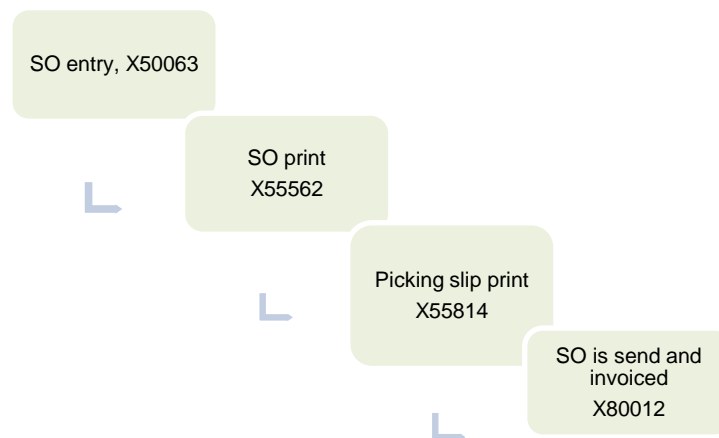 SO entry, X50063
SO print
X55562
Picking slip print
X55814
SO is send and
invoiced
X80012